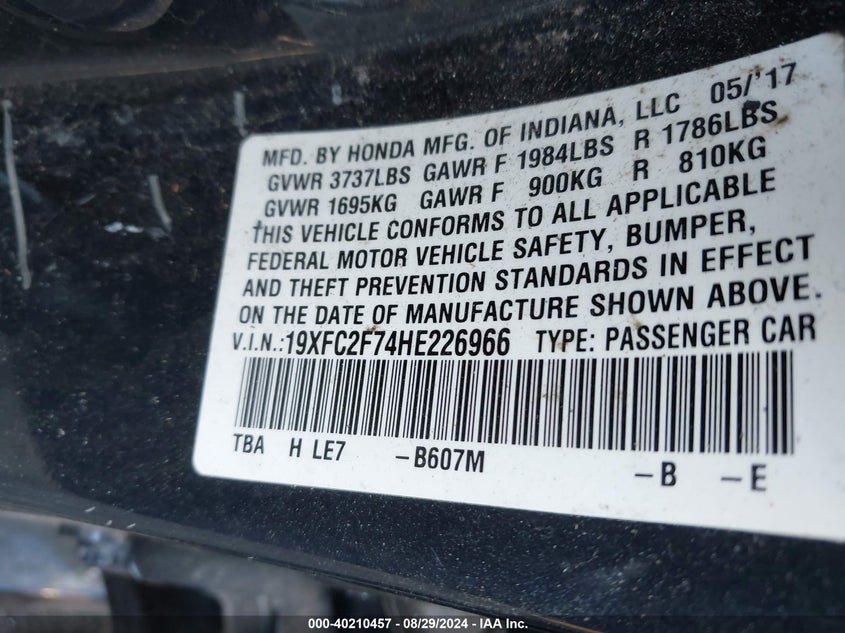 MFD. BY HONDA MFG. OF INDIANA, LLC 05/'17
GVWR 3737LBS GAWR F 1984LBS R 1786LBS
GVWR 1695KG GAWR F 900KG R 810KG
THIS VEHICLE CONFORMS TO ALL APPLICABLE
FEDERAL MOTOR VEHICLE SAFETY, BUMPER,
AND THEFT PREVENTION STANDARDS IN EFFECT
ON THE DATE OF MANUFACTURE SHOWN ABOVE.
V.I.N.:19XFC2F74HE226966 TYPE: PASSENGER CAR
TBA H LE7 -B607M -B -E
000-40210457 - 08/29/2024 - IAA Inc.